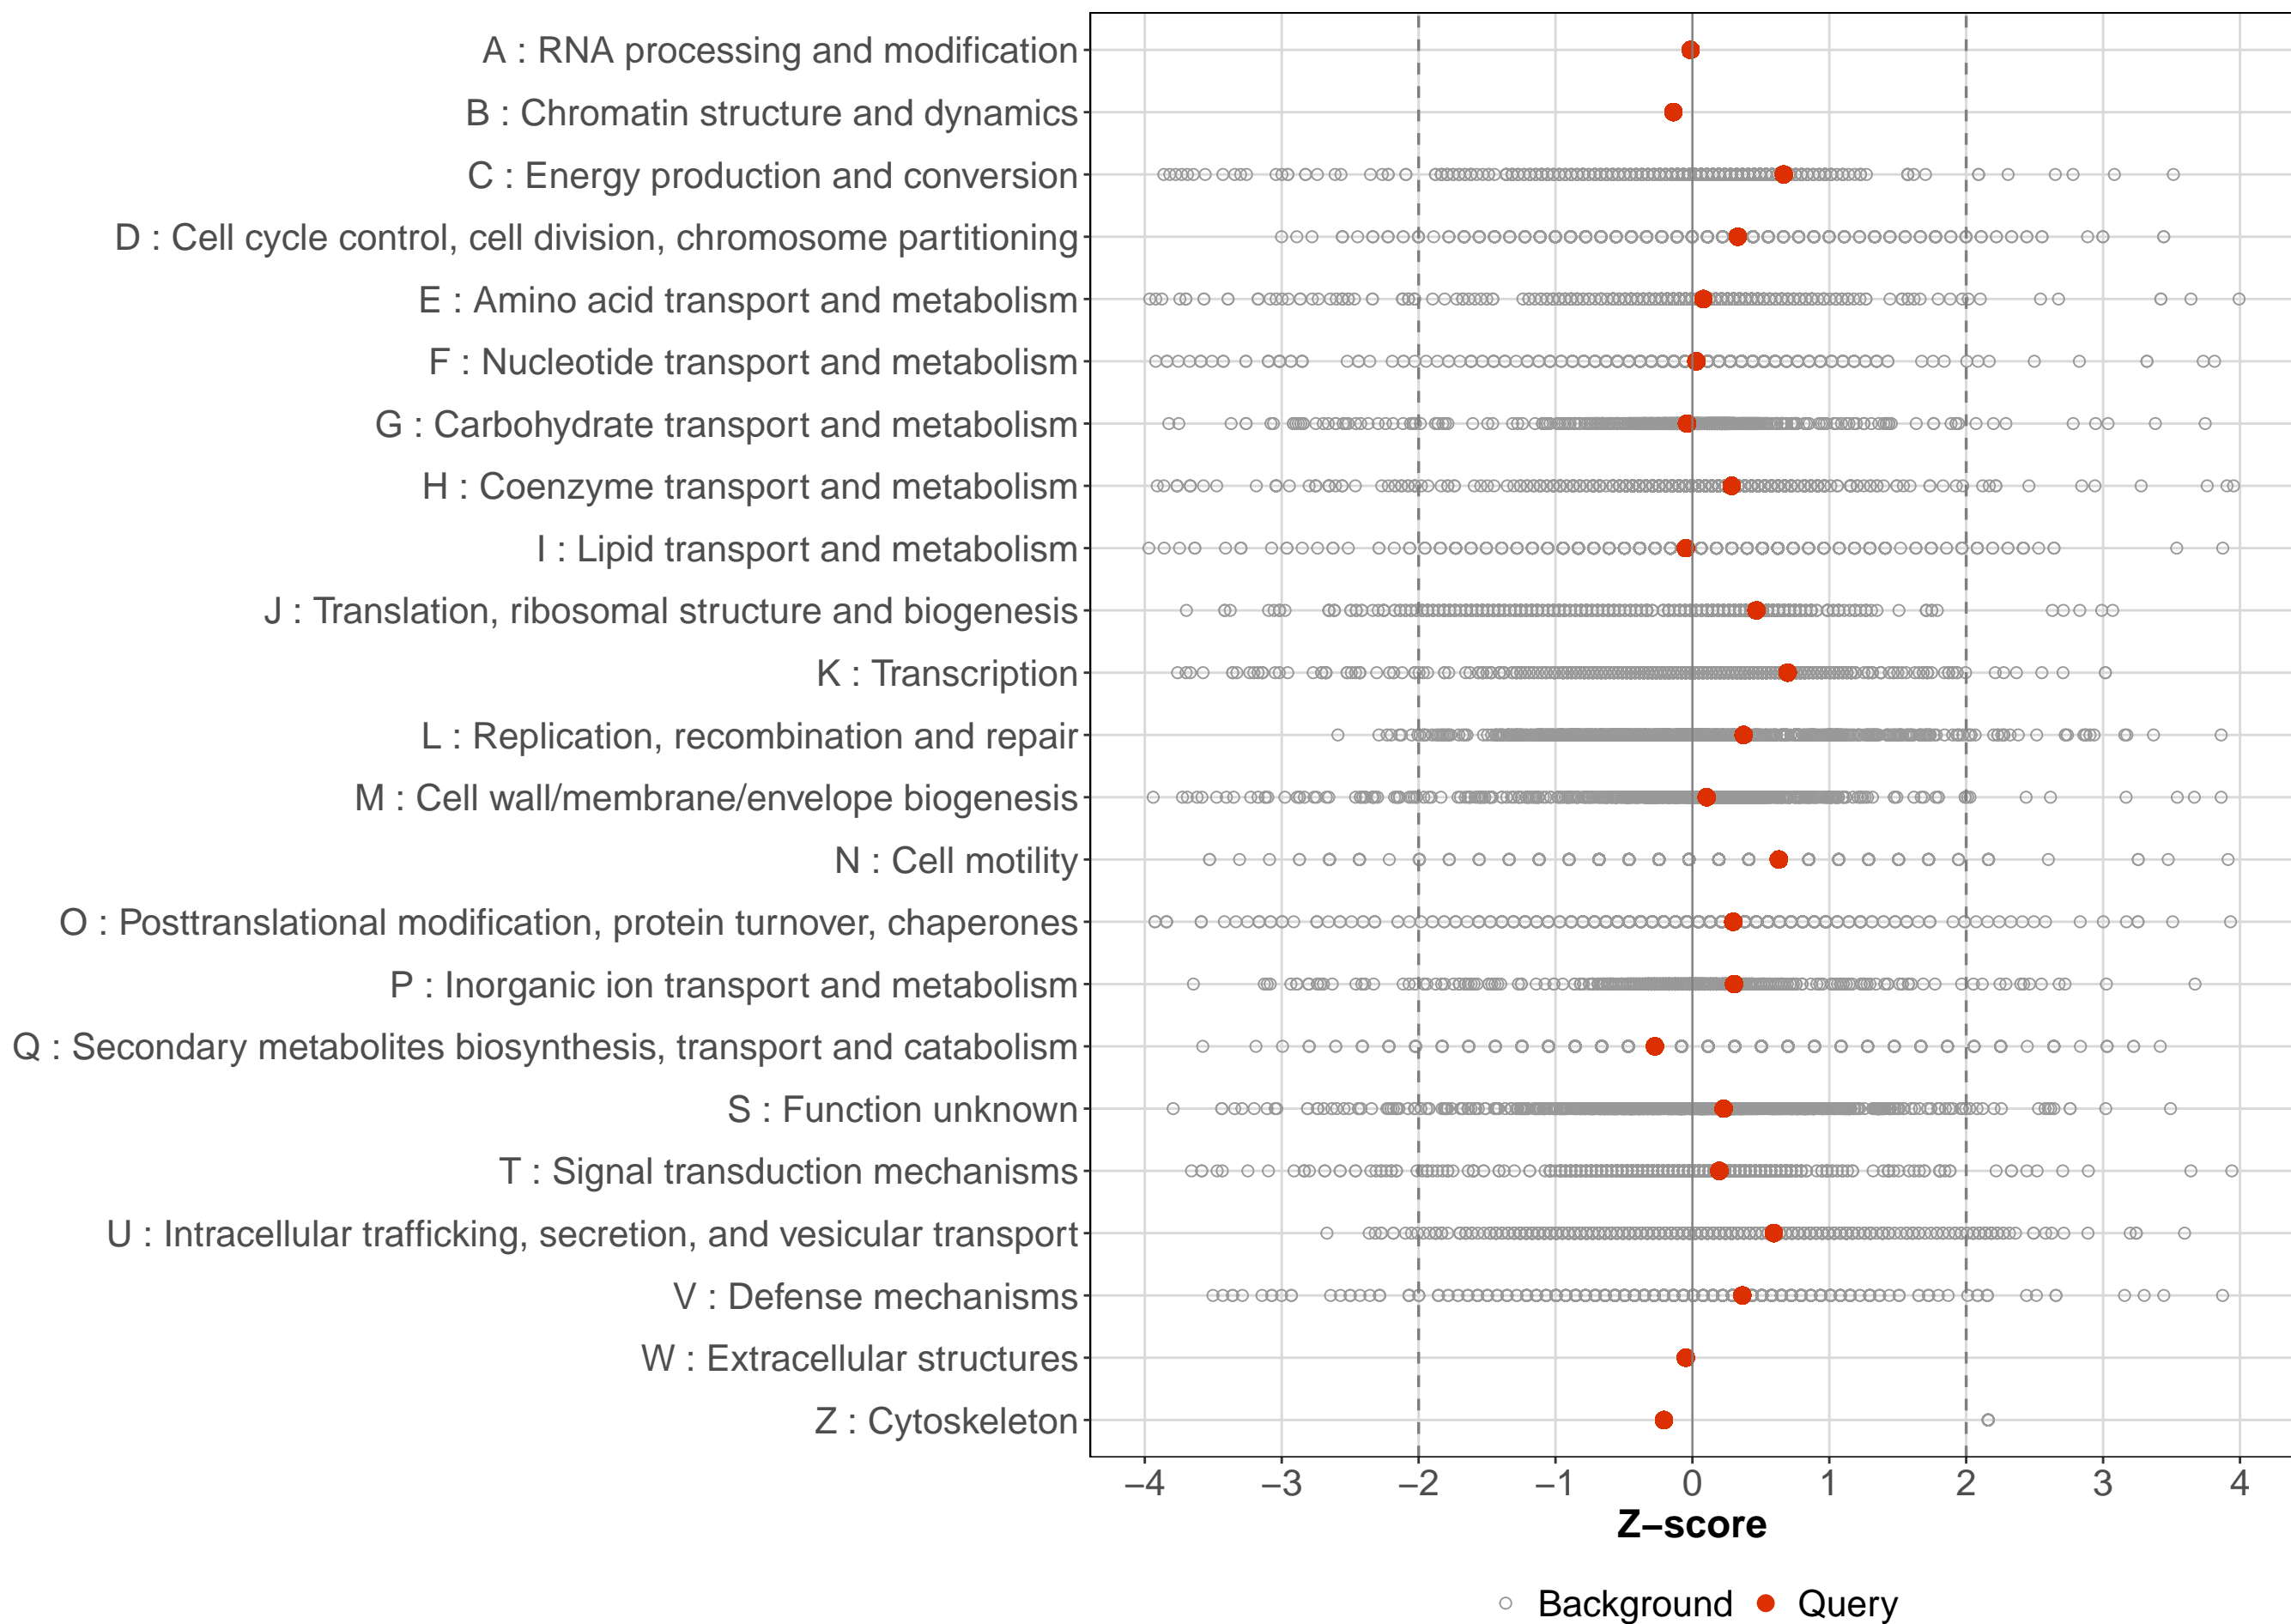 A : RNA processing and modification
B : Chromatin structure and dynamics
C : Energy production and conversion
D : Cell cycle control, cell division, chromosome partitioning
E : Amino acid transport and metabolism
F : Nucleotide transport and metabolism
G : Carbohydrate transport and metabolism
H : Coenzyme transport and metabolism
I : Lipid transport and metabolism
J : Translation, ribosomal structure and biogenesis
K : Transcription
L : Replication, recombination and repair
M : Cell wall/membrane/envelope biogenesis
N : Cell motility
O : Posttranslational modification, protein turnover, chaperones
P : Inorganic ion transport and metabolism
Q : Secondary metabolites biosynthesis, transport and catabolism
S : Function unknown
T : Signal transduction mechanisms
U : Intracellular trafficking, secretion, and vesicular transport
V : Defense mechanisms
W : Extracellular structures
Z : Cytoskeleton
−4 −3 −2 −1 0 1 2 3 4
Z−score
Background Query